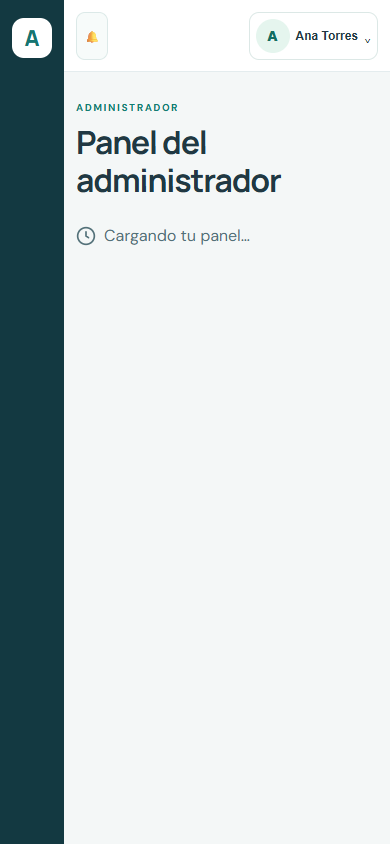 A
A Ana Torres
ADMINISTRADOR
Panel del
administrador
Cargando tu panel...